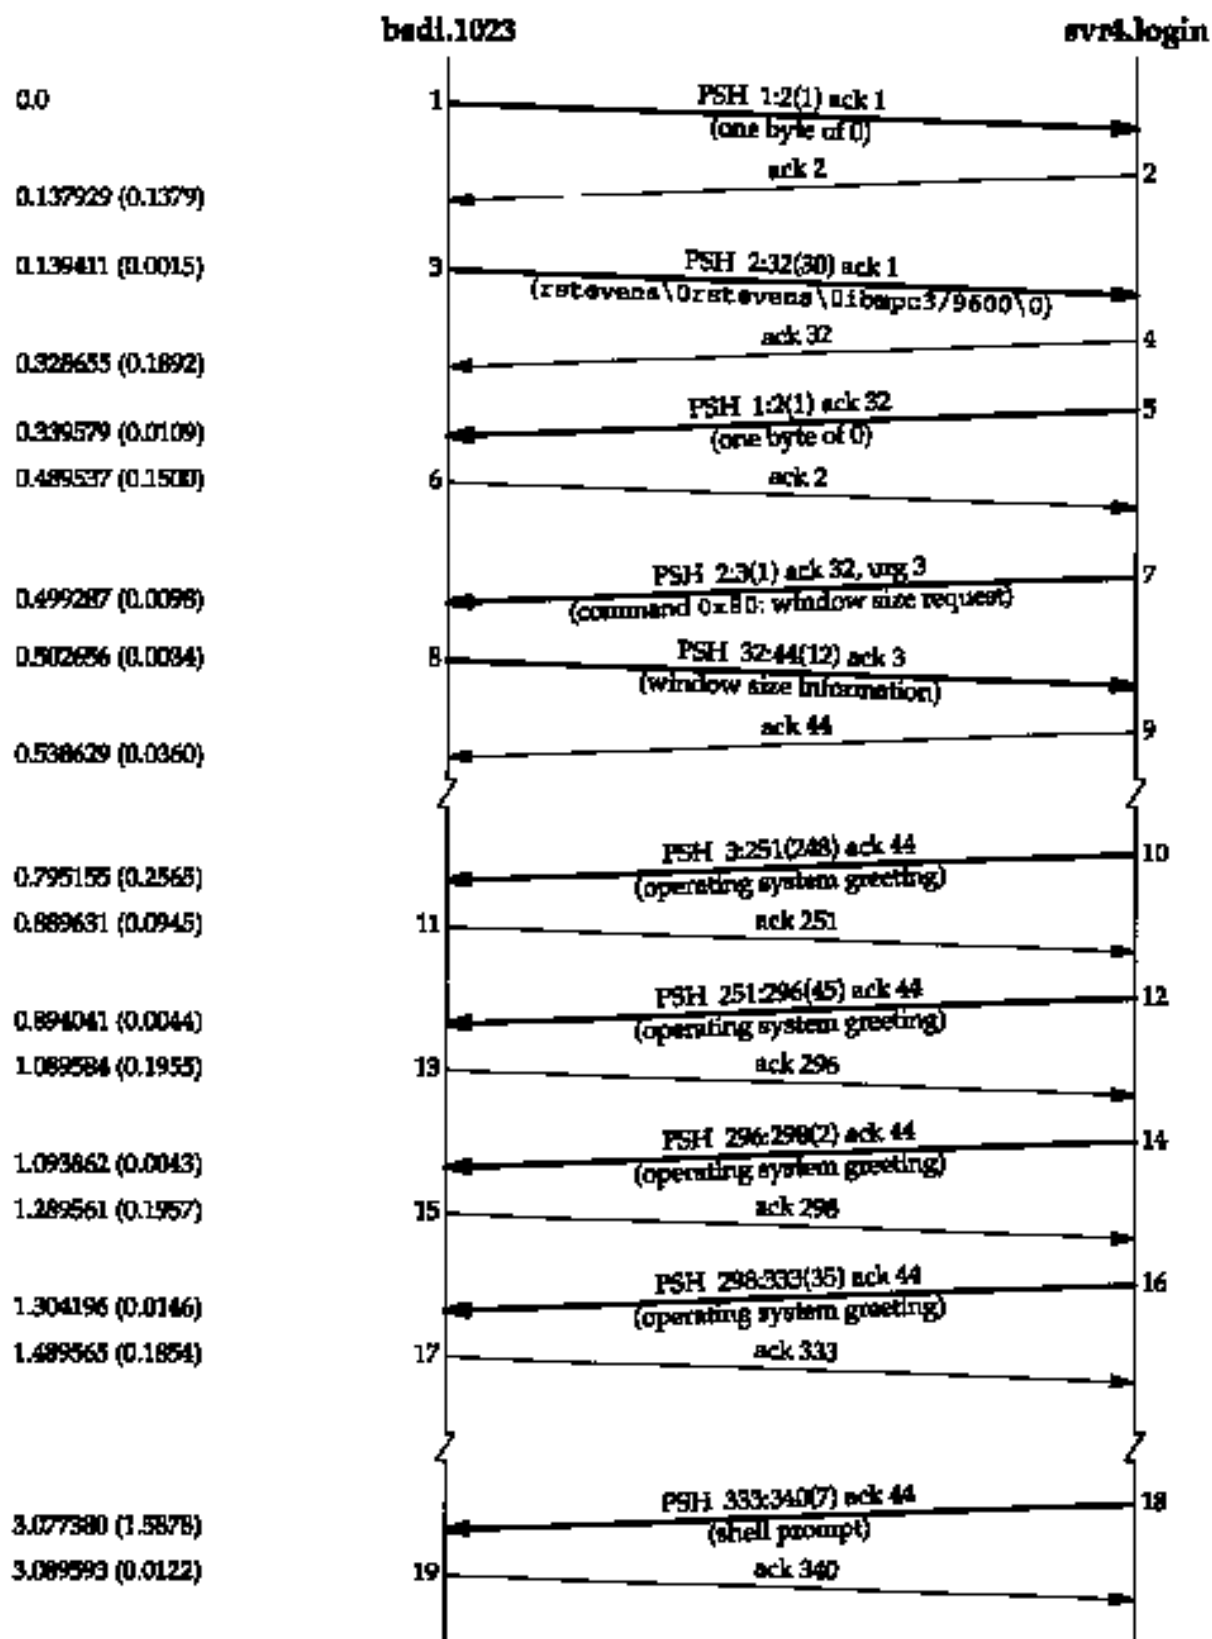 bsdi.1023 svr4.login
0.0 1 PSH 1:2(1) ack 1
(one byte of 0)
ack 2 2
0.137929 (0.1379)
0.139411 (0.0015) 3 PSH 2:32(30) ack 1
(rstevens\0rstevens\0ibmpc3/9600\0)
ack 32 4
0.328655 (0.1892)
PSH 1:2(1) ack 32 5
0.339579 (0.0109) (one byte of 0)
0.489537 (0.1500) 6 ack 2
PSH 2:3(1) ack 32, urg 3 7
0.499287 (0.0098) (command 0x80: window size request)
0.502656 (0.0034) 8 PSH 32:44(12) ack 3
(window size information)
ack 44 9
0.538629 (0.0360)
PSH 3:251(248) ack 44 10
0.795155 (0.2565) (operating system greeting)
0.889631 (0.0945) 11 ack 251
PSH 251:296(45) ack 44 12
0.894041 (0.0044) (operating system greeting)
1.089584 (0.1955) 13 ack 296
PSH 296:298(2) ack 44 14
1.093862 (0.0043) (operating system greeting)
1.289561 (0.1957) 15 ack 298
PSH 298:333(35) ack 44 16
1.304196 (0.0146) (operating system greeting)
1.489565 (0.1854) 17 ack 333
PSH 333:340(7) ack 44 18
3.077380 (1.5878) (shell prompt)
3.089593 (0.0122) 19 ack 340